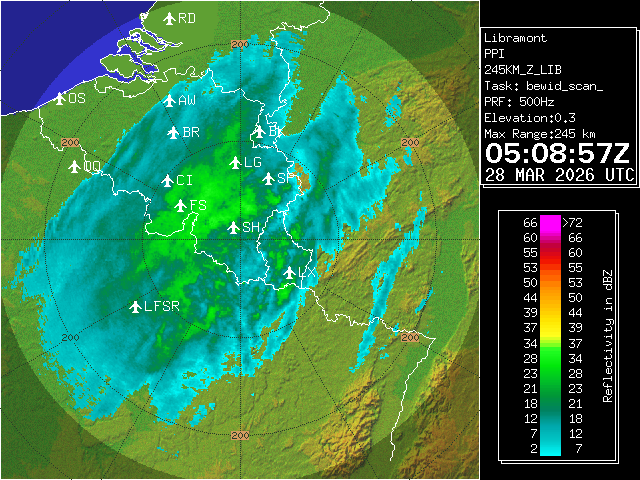 RD
200
OS
AW
BR
200
200
LG
CI
FS
SH
LX
LFSR
200
200
200
Libramont
PPI
245KM_Z_LIB
Task: bewid_scan_
PRF: 500Hz
Elevation:0.3
Max Range:245 km
05:08:57Z
28 MAR 2026 UTC
66 >72
60 66
55 60
53 55
50 53
44 50
39 44
37 39
34 37
28 34
23 28
21 23
18 21
12 18
7 12
2 7
Reflectivity in dBZ